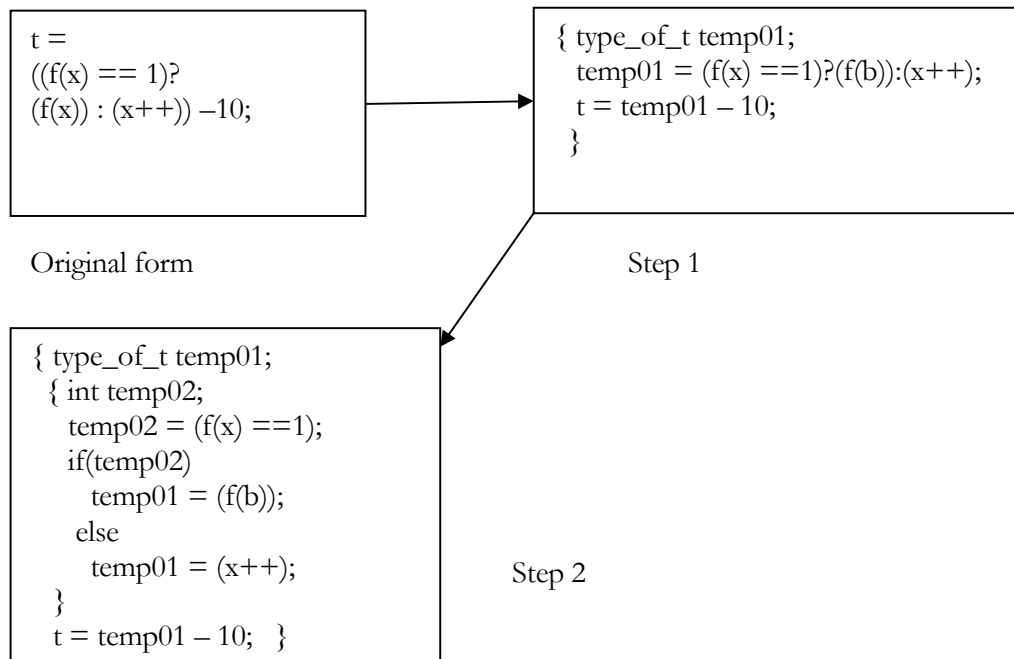 t =
((f(x) == 1)?
(f(x)) : (x++)) –10;
{ type_of_t temp01;
temp01 = (f(x) ==1)?(f(b)):(x++);
t = temp01 – 10;
}
Original form
Step 1
{ type_of_t temp01;
{ int temp02;
temp02 = (f(x) ==1);
if(temp02)
temp01 = (f(b));
else
temp01 = (x++);
}
t = temp01 – 10; }
Step 2